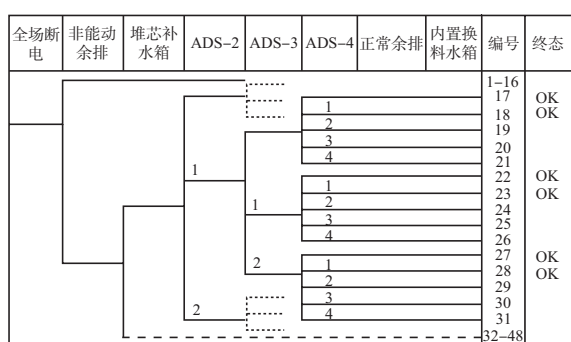 全场断电 非能动余排 堆芯补水箱 ADS-2 ADS-3 ADS-4 正常余排 内置换料水箱 编号 终态
1-16
17 OK
1 18 OK
2 19
3 20
4 21
1
22 OK
1 23 OK
1 2 24
3 25
4 26
27 OK
2 1 28 OK
2 29
3 30
2 4 31
32-48